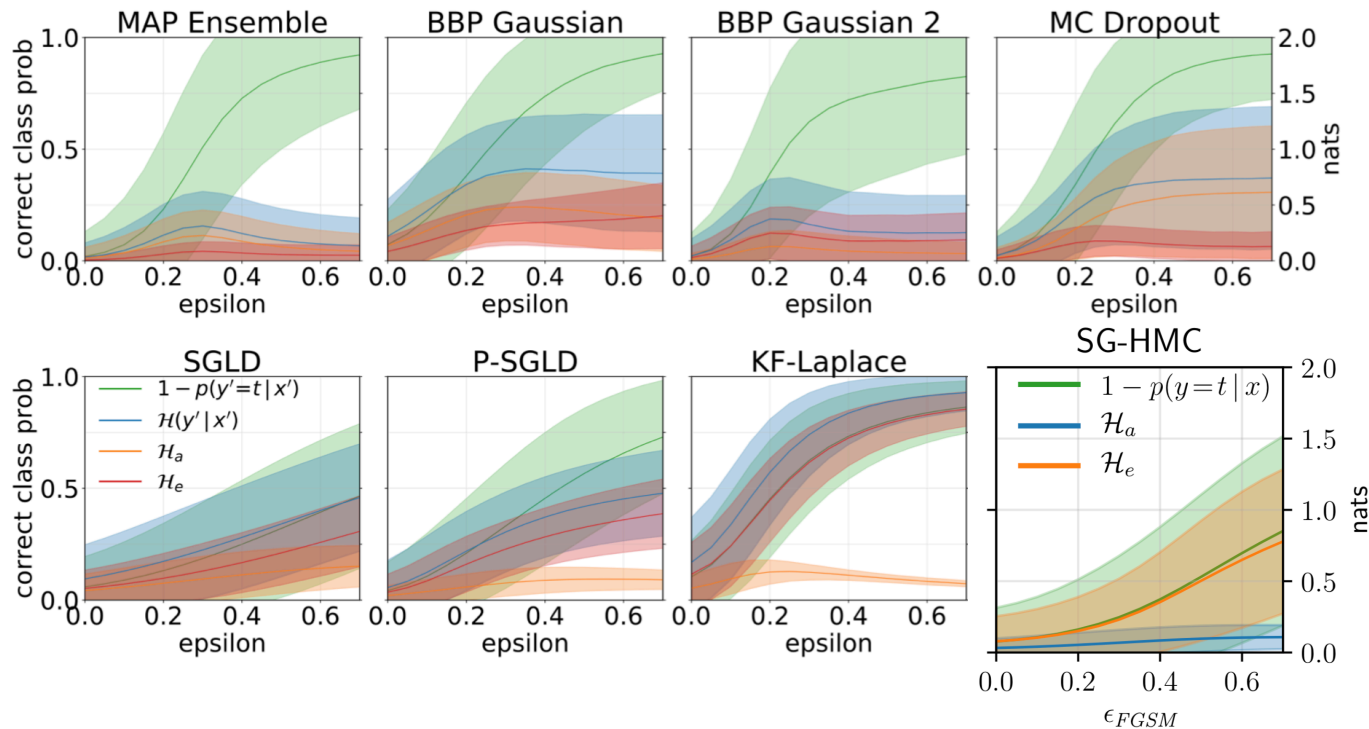 MAP Ensemble
BBP Gaussian
BBP Gaussian 2
MC Dropout
correct class prob
1.0
0.5
0.0
2.0
1.5
1.0
0.5
0.0
nats
0.0 0.2 0.4 0.6
0.0 0.2 0.4 0.6
0.0 0.2 0.4 0.6
0.0 0.2 0.4 0.6
epsilon
epsilon
epsilon
epsilon
SGLD
P-SGLD
KF-Laplace
SG-HMC
correct class prob
1.0
0.5
0.0
1 − p(y′=t | x′)
ℋ(y′ | x′)
ℋₐ
ℋₑ
1 − p(y = t | x)
ℋₐ
ℋₑ
2.0
1.5
1.0
0.5
0.0
nats
0.0 0.2 0.4 0.6
0.0 0.2 0.4 0.6
0.0 0.2 0.4 0.6
0.0 0.2 0.4 0.6
epsilon
epsilon
epsilon
ϵ_FGSM